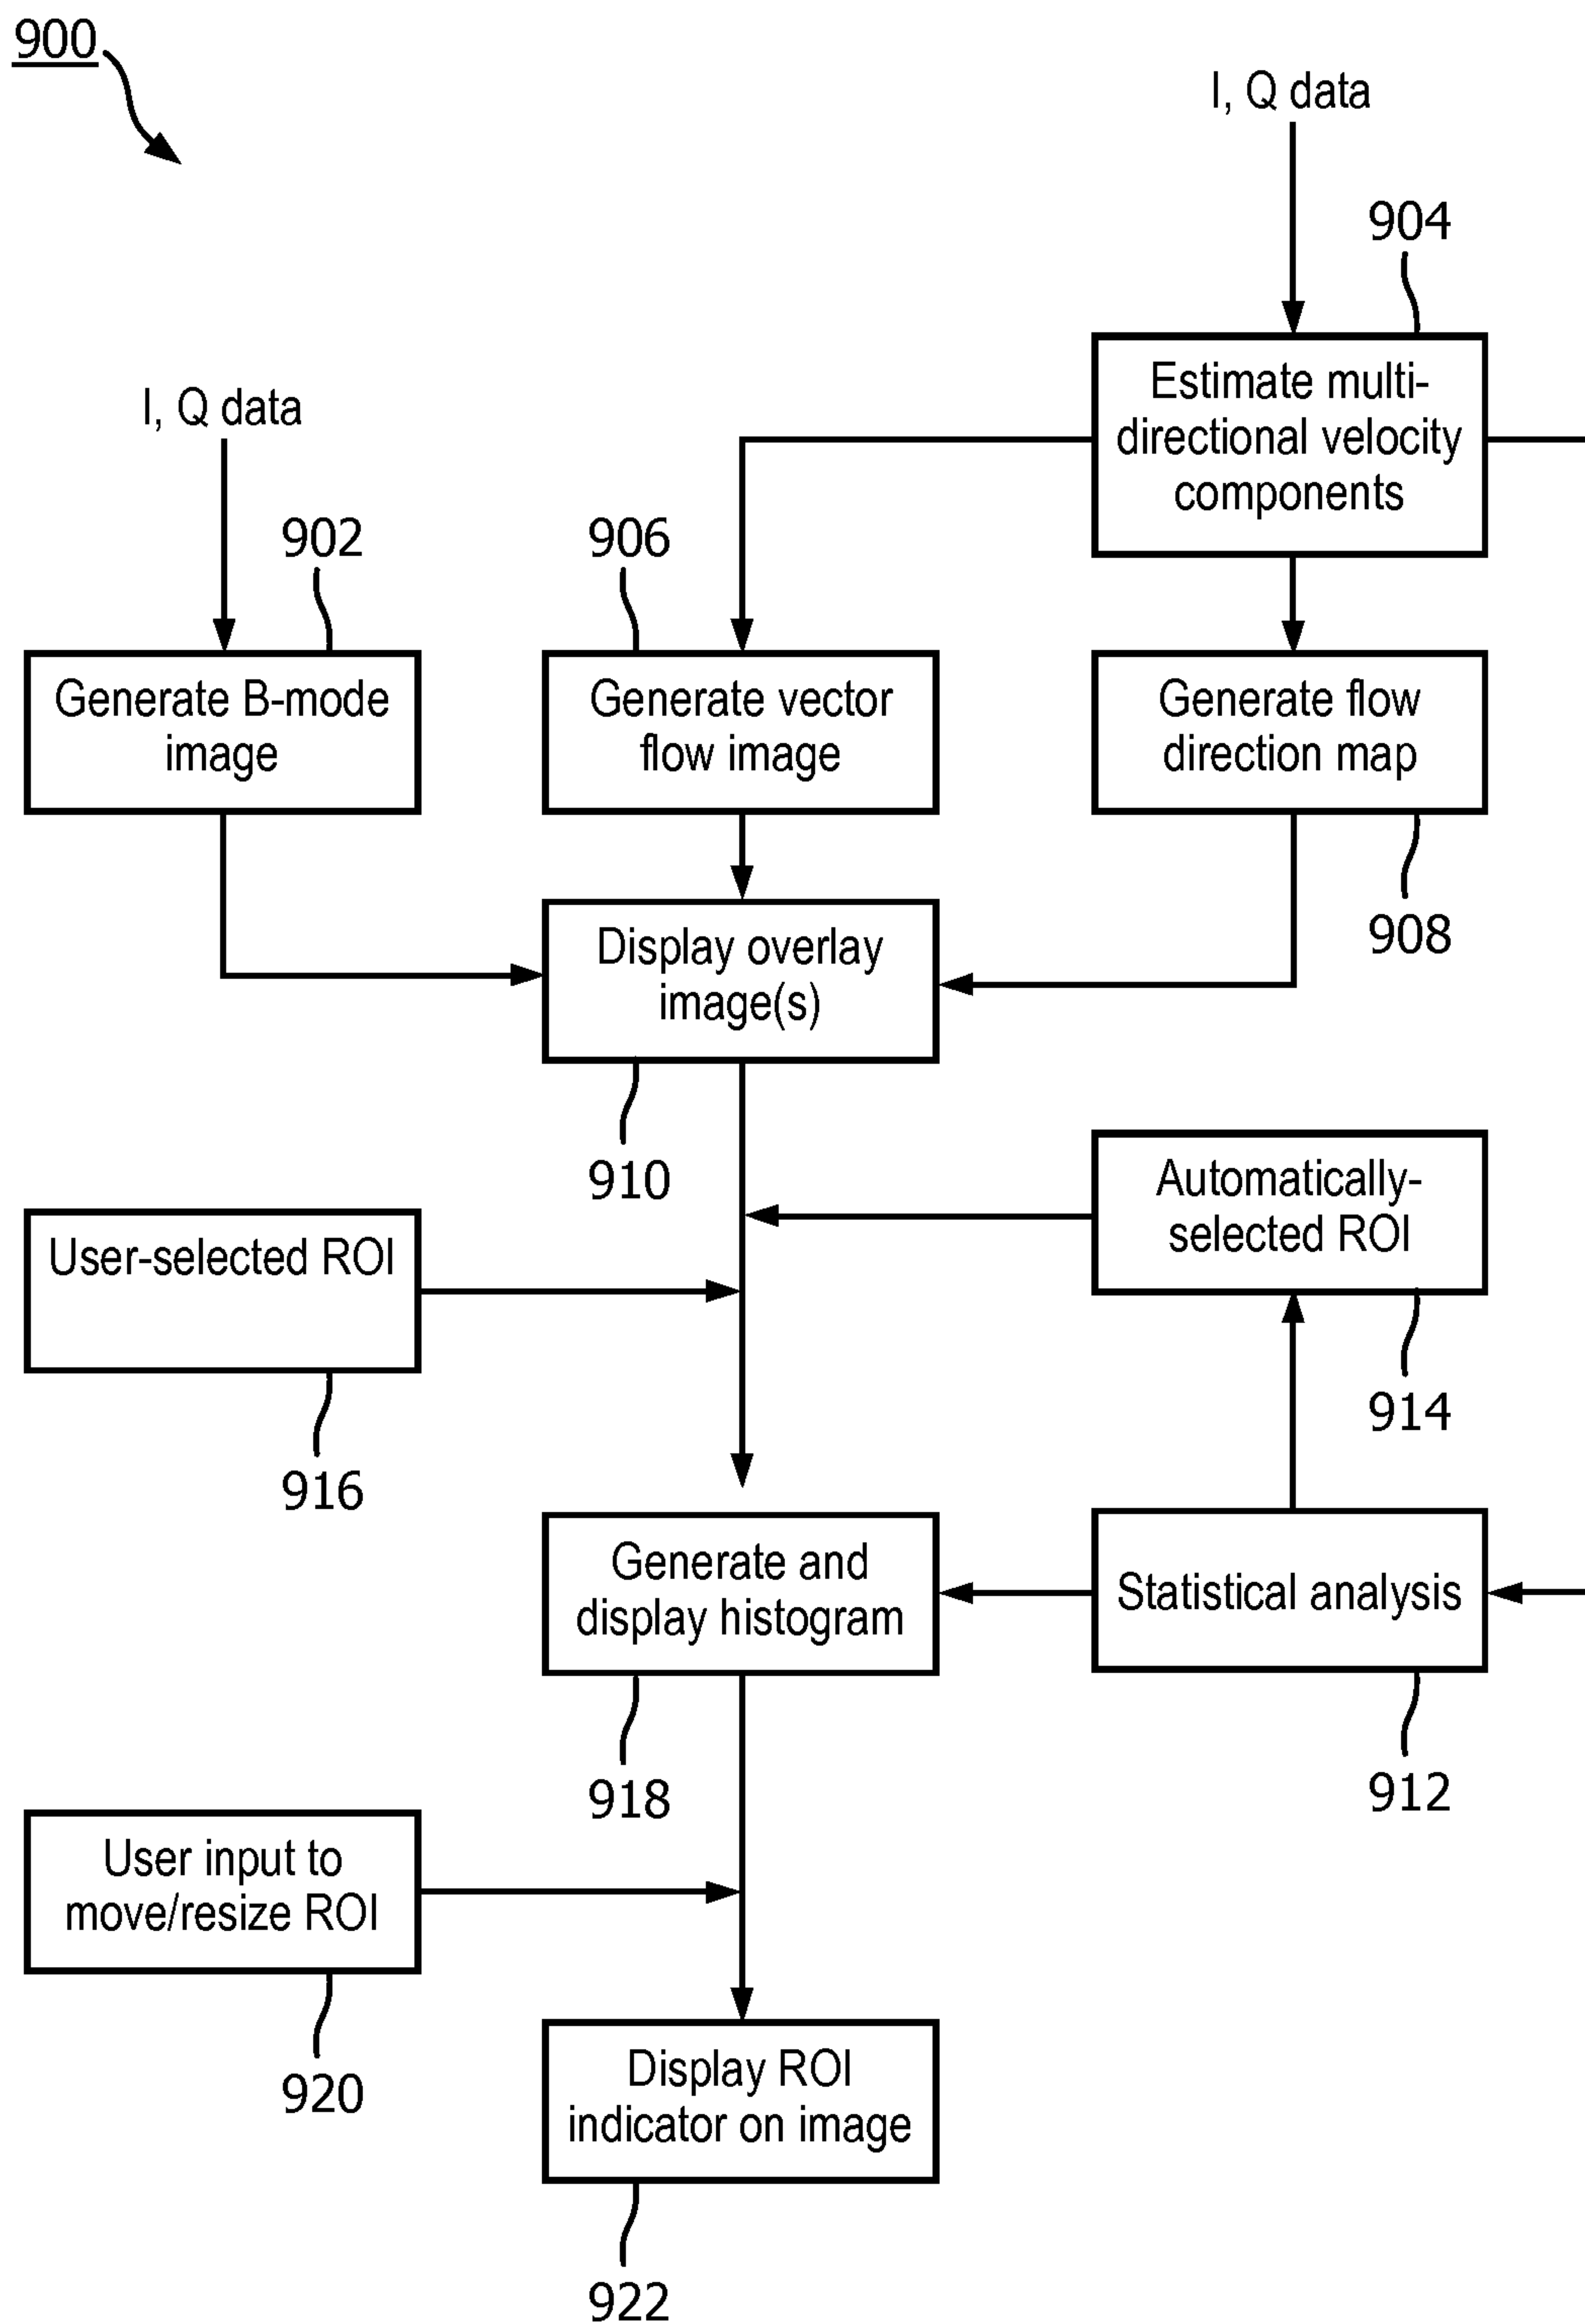 900
I, Q data
904
Estimate multi-
directional velocity
components
I, Q data
902
906
Generate B-mode
image
Generate vector
flow image
Generate flow
direction map
908
Display overlay
image(s)
910
Automatically-
selected ROI
914
User-selected ROI
916
Generate and
display histogram
918
Statistical analysis
912
User input to
move/resize ROI
920
Display ROI
indicator on image
922